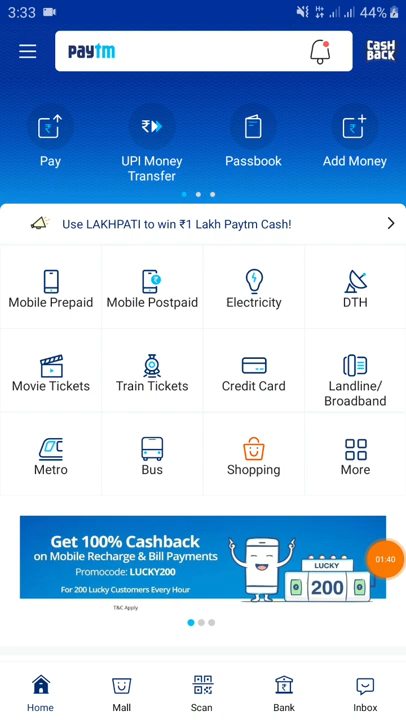 3:33
44%
paytm
CASH
BACK
Pay
UPI Money
Transfer
Passbook
Add Money
Use LAKHPATI to win ₹1 Lakh Paytm Cash!
Mobile Prepaid
Mobile Postpaid
Electricity
DTH
Movie Tickets
Train Tickets
Credit Card
Landline/
Broadband
Metro
Bus
Shopping
More
Get 100% Cashback
on Mobile Recharge & Bill Payments
Promocode: LUCKY200
For 200 Lucky Customers Every Hour
T&C Apply
LUCKY
200
01:40
Home
Mall
Scan
Bank
Inbox